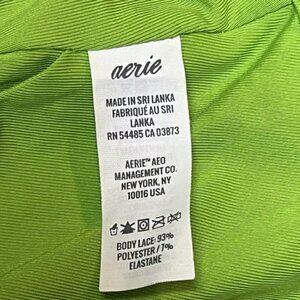 aerie
MADE IN SRI LANKA
FABRIQUÉ AU SRI
LANKA
RN 54485 CA 03873
AERIE™ AEO
MANAGEMENT CO.
NEW YORK, NY
10016 USA
BODY LACE: 93%
POLYESTER / 7%
ELASTANE